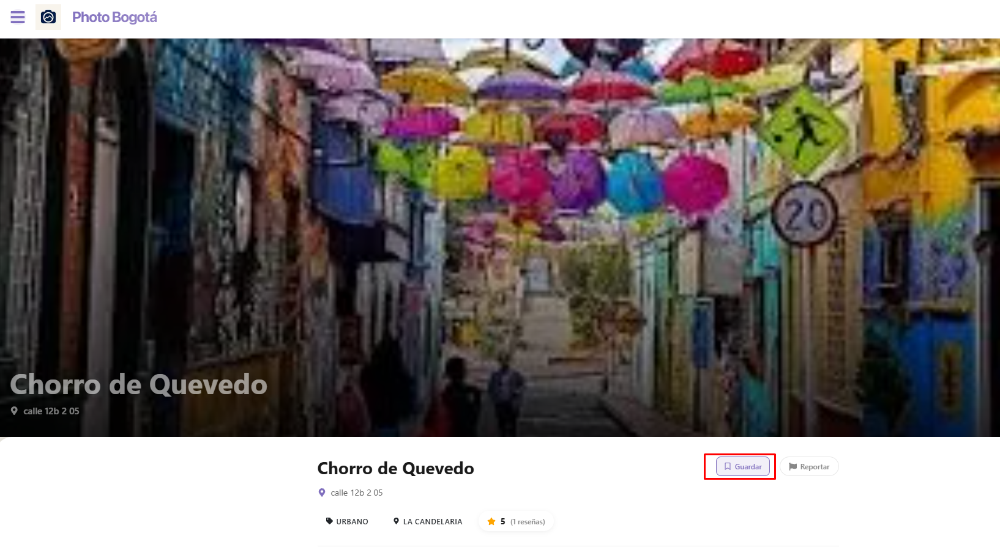 Photo Bogotá
20
Chorro de Quevedo
calle 12b 2 05
Chorro de Quevedo
Guardar
Reportar
calle 12b 2 05
URBANO
LA CANDELARIA
5 (1 reseñas)